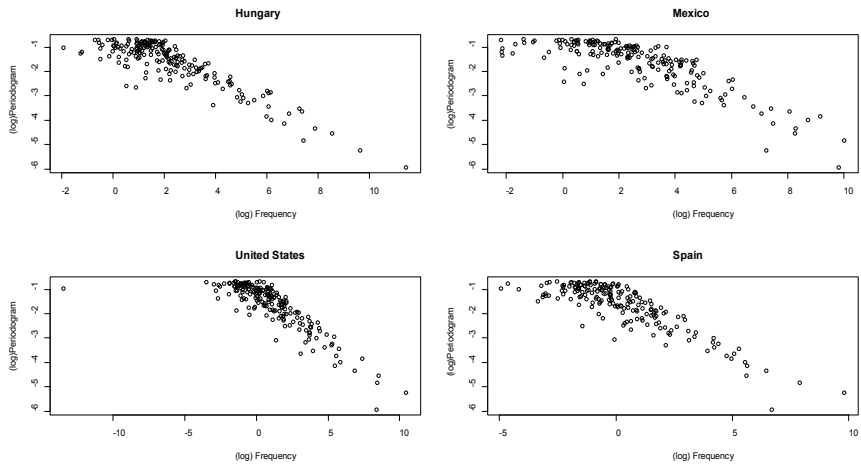 Hungary
(log)Periodogram
-1
-2
-3
-4
-5
-6
-2 0 2 4 6 8 10
(log) Frequency
Mexico
(log)Periodogram
-1
-2
-3
-4
-5
-6
-2 0 2 4 6 8 10
(log) Frequency
United States
(log)Periodogram
-1
-2
-3
-4
-5
-6
-10 -5 0 5 10
(log) Frequency
Spain
(log)Periodogram
-1
-2
-3
-4
-5
-6
-5 0 5 10
(log) Frequency